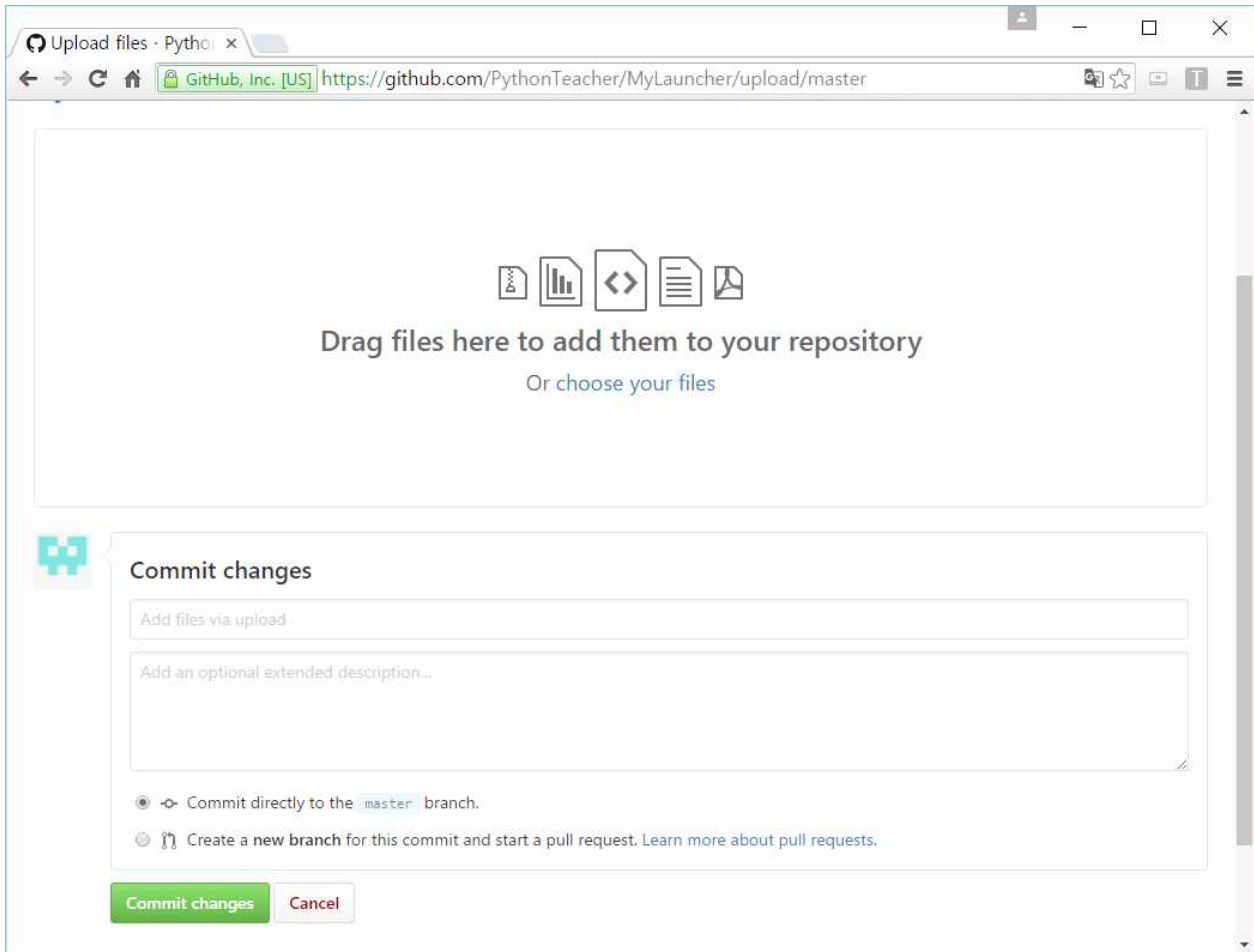 Upload files · Pytho
GitHub, Inc. [US] https://github.com/PythonTeacher/MyLauncher/upload/master
T
Drag files here to add them to your repository
Or choose your files
Commit changes
Add files via upload
Add an optional extended description...
Commit directly to the master branch.
Create a new branch for this commit and start a pull request. Learn more about pull requests.
Commit changes Cancel